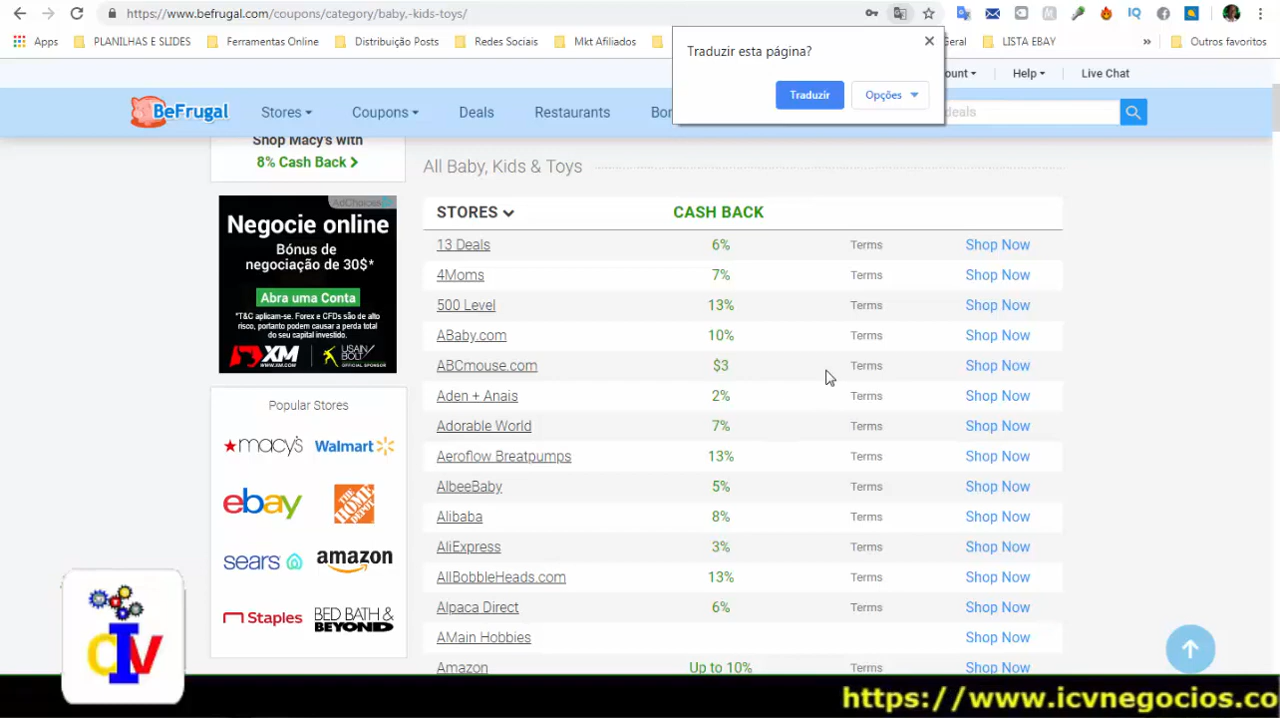 https://www.befrugal.com/coupons/category/baby,-kids-toys/
Apps
PLANILHAS E SLIDES
Ferramentas Online
Distribuição Posts
Redes Sociais
Mkt Afiliados
LISTA EBAY
Outros favoritos
Traduzir esta página?
Traduzir
Opções
Help
Live Chat
BeFrugal
Stores
Coupons
Deals
Restaurants
deals
Shop Macy's with
8% Cash Back
All Baby, Kids & Toys
AdChoices
Negocie online
Bónus de
negociação de 30$*
Abra uma Conta
*T&C aplicam-se. Forex e CFDs são de alto
risco, portanto podem causar a perda total
do seu capital investido.
XM
USAIN
BOLT
OFFICIAL SPONSOR
Popular Stores
macy's Walmart
ebay THE HOME DEPOT
sears amazon
Staples BED BATH &
BEYOND
STORES CASH BACK
13 Deals 6% Terms Shop Now
4Moms 7% Terms Shop Now
500 Level 13% Terms Shop Now
ABaby.com 10% Terms Shop Now
ABCmouse.com $3 Terms Shop Now
Aden + Anais 2% Terms Shop Now
Adorable World 7% Terms Shop Now
Aeroflow Breatpumps 13% Terms Shop Now
AlbeeBaby 5% Terms Shop Now
Alibaba 8% Terms Shop Now
AliExpress 3% Terms Shop Now
AllBobbleHeads.com 13% Terms Shop Now
Alpaca Direct 6% Terms Shop Now
AMain Hobbies Shop Now
Amazon Up to 10% Terms Shop Now
https://www.icvnegocios.co